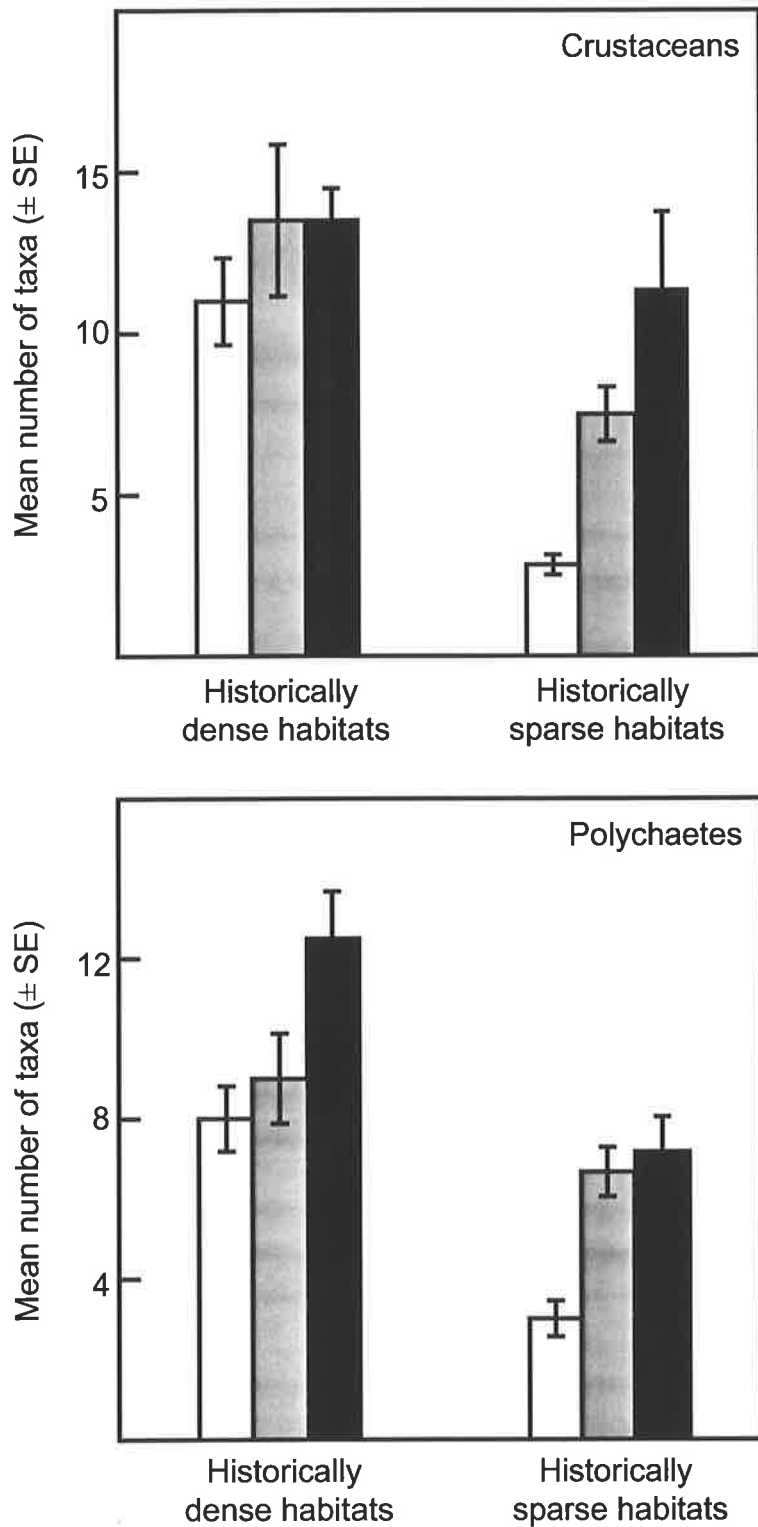 Crustaceans
Mean number of taxa (± SE)
15
10
5
Historically
dense habitats
Historically
sparse habitats
Polychaetes
Mean number of taxa (± SE)
12
8
4
Historically
dense habitats
Historically
sparse habitats